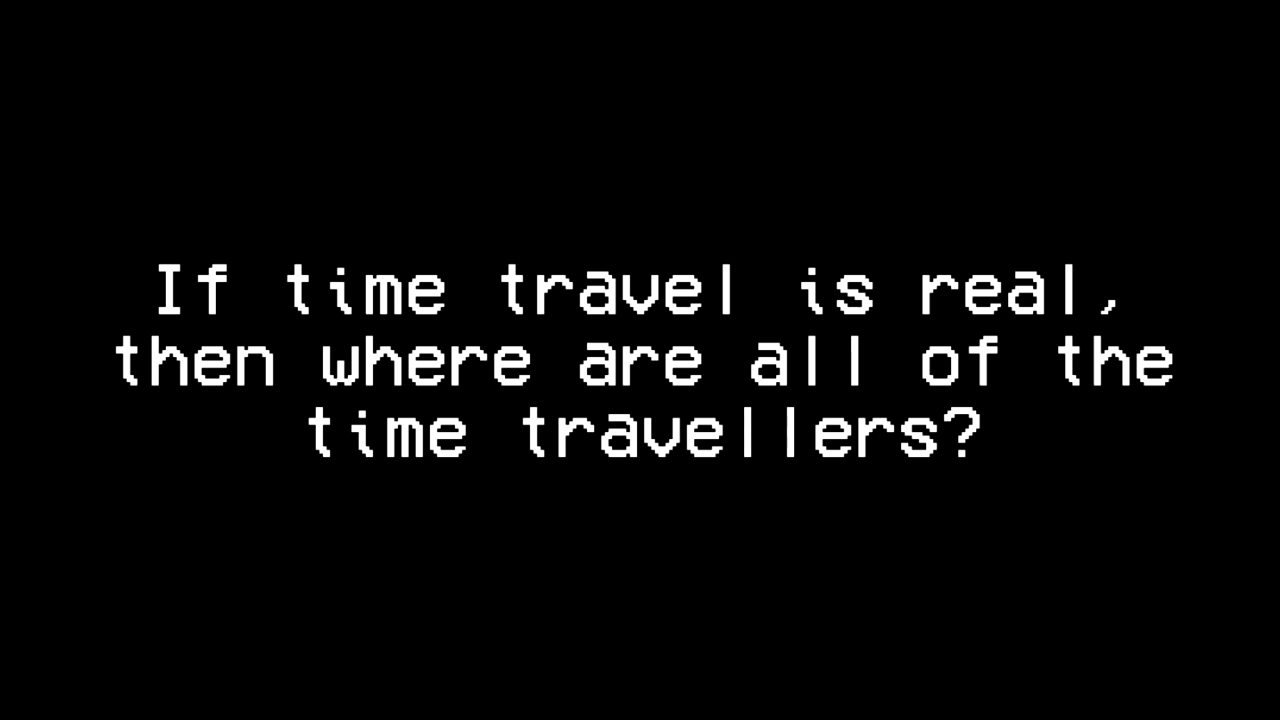 If time travel is real,
then where are all of the
time travellers?